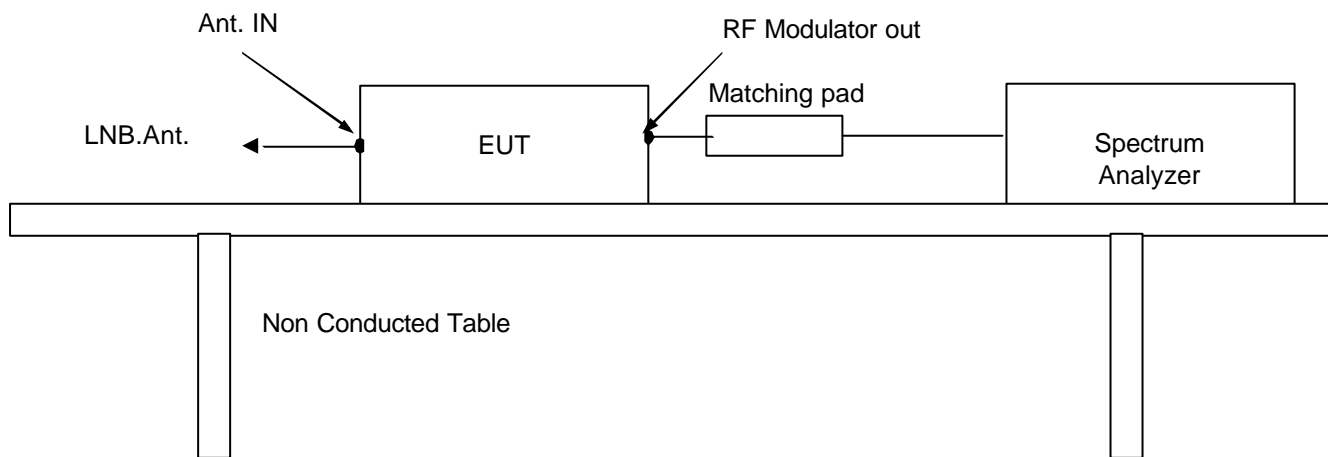 Ant. IN
RF Modulator out
Matching pad
LNB.Ant.
EUT
Spectrum
Analyzer
Non Conducted Table